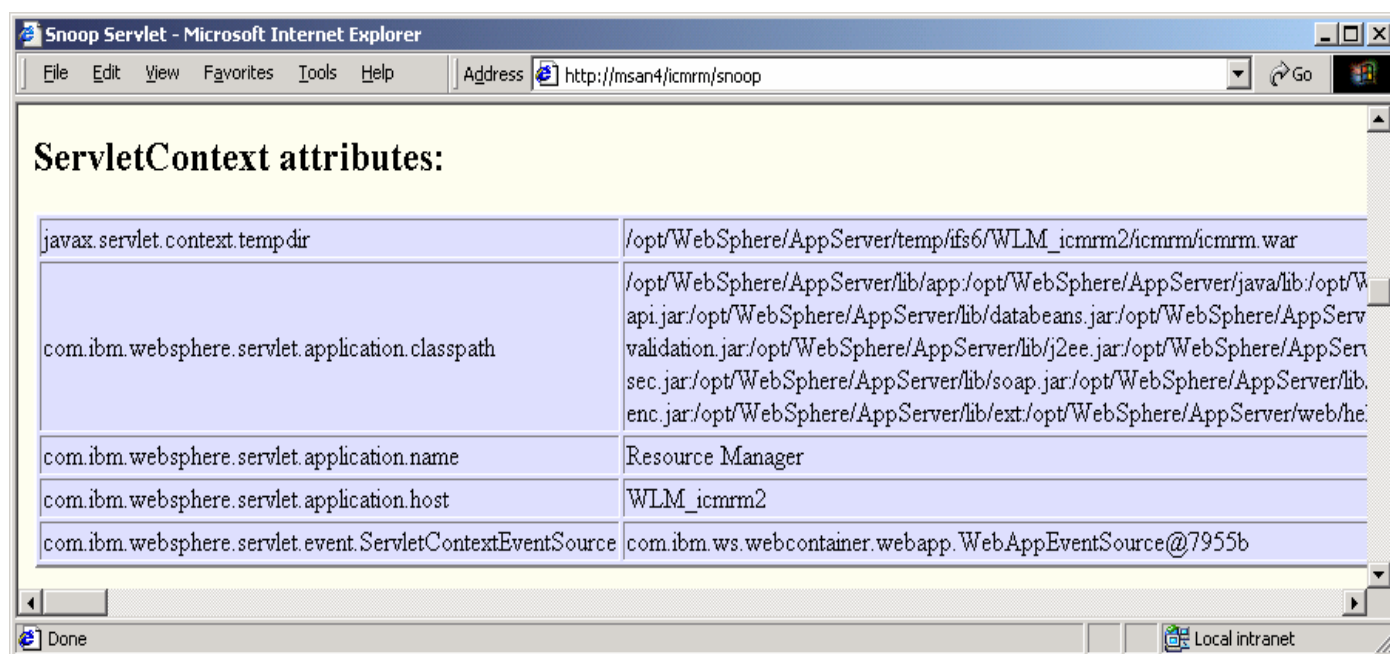 Snoop Servlet - Microsoft Internet Explorer
File Edit View Favorites Tools Help Address http://msan4/icmrm/snoop Go
ServletContext attributes:
javax.servlet.context.tempdir /opt/WebSphere/AppServer/temp/ifs6/WLM_icmrm2/icmrm/icmrm.war
/opt/WebSphere/AppServer/lib/app:/opt/WebSphere/AppServer/java/lib:/opt/W
api.jar:/opt/WebSphere/AppServer/lib/databeans.jar:/opt/WebSphere/AppServ
com.ibm.websphere.servlet.application.classpath validation.jar:/opt/WebSphere/AppServer/lib/j2ee.jar:/opt/WebSphere/AppServ
sec.jar:/opt/WebSphere/AppServer/lib/soap.jar:/opt/WebSphere/AppServer/lib/
enc.jar:/opt/WebSphere/AppServer/lib/ext:/opt/WebSphere/AppServer/web/hel
com.ibm.websphere.servlet.application.name Resource Manager
com.ibm.websphere.servlet.application.host WLM_icmrm2
com.ibm.websphere.servlet.event.ServletContextEventSource com.ibm.ws.webcontainer.webapp.WebAppEventSource@7955b
Done Local intranet